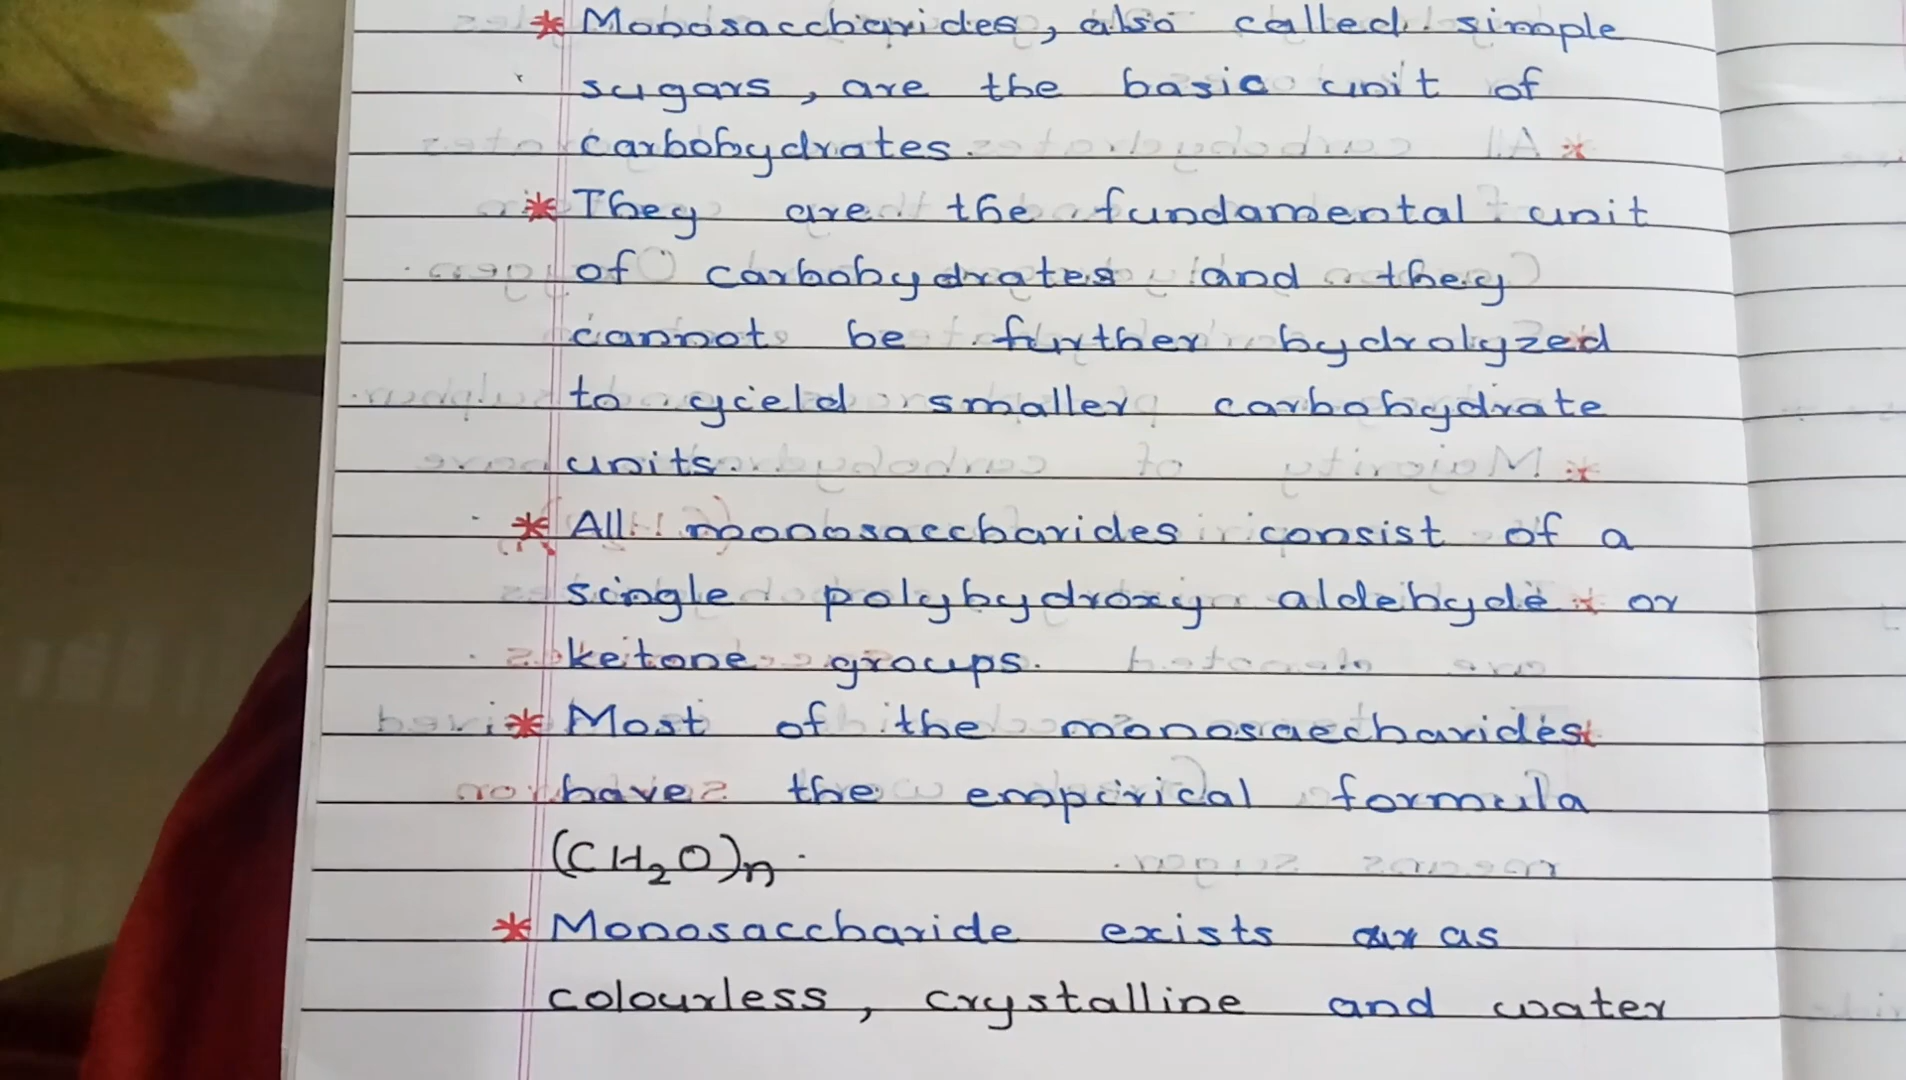 * Monosaccharides, also called simple
sugars, are the basic unit of
carbohydrates.
* They are the fundamental unit
of carbohydrates and they
cannot be further hydrolyzed
to yield smaller carbohydrate
units.
* All monosaccharides consist of a
single polyhydroxy aldehyde or
ketone groups.
* Most of the monosaccharides
have the empirical formula
(CH₂O)n.
* Monosaccharide exists as
colourless, crystalline and water